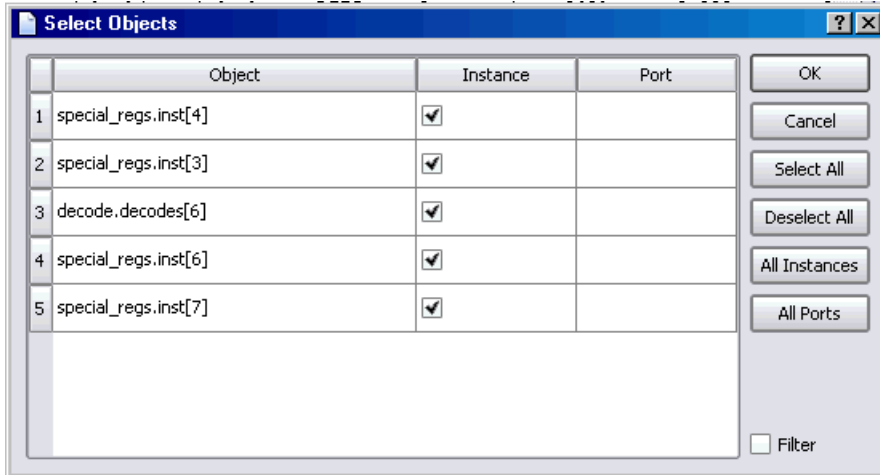 Select Objects
Object Instance Port OK
1 special_regs.inst[4]
Cancel
2 special_regs.inst[3]
Select All
3 decode.decodes[6]
Deselect All
4 special_regs.inst[6]
All Instances
5 special_regs.inst[7]
All Ports
Filter